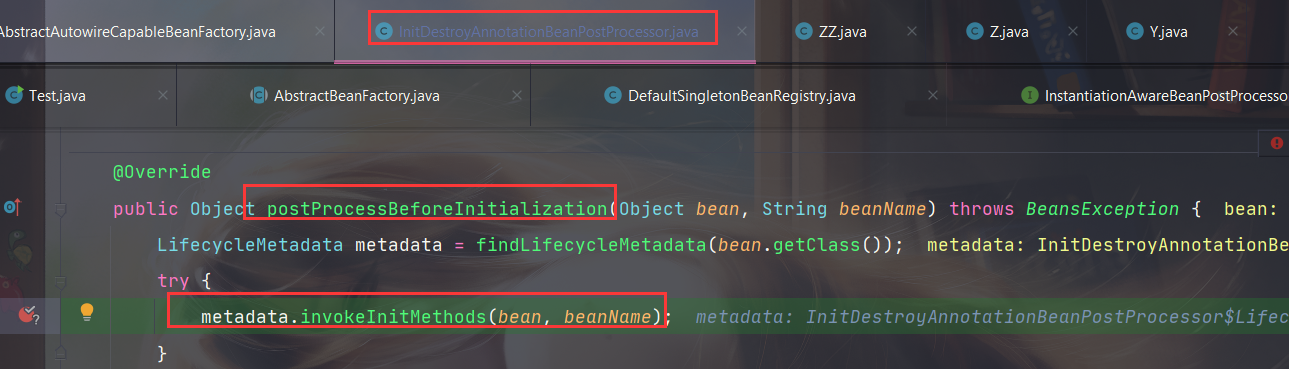 AbstractAutowireCapableBeanFactory.java InitDestroyAnnotationBeanPostProcessor.java ZZ.java Z.java Y.java
Test.java AbstractBeanFactory.java DefaultSingletonBeanRegistry.java InstantiationAwareBeanPostProcesso
@Override
public Object postProcessBeforeInitialization(Object bean, String beanName) throws BeansException { bean:
LifecycleMetadata metadata = findLifecycleMetadata(bean.getClass()); metadata: InitDestroyAnnotationBe
try {
metadata.invokeInitMethods(bean, beanName); metadata: InitDestroyAnnotationBeanPostProcessor$Lifec
}